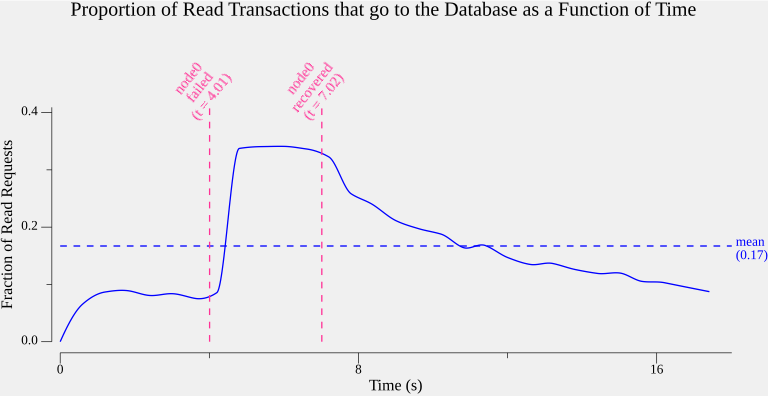 Proportion of Read Transactions that go to the Database as a Function of Time
node0
failed
(t = 4.01)
node0
recovered
(t = 7.02)
Fraction of Read Requests
0.4
0.2
0.0
mean
(0.17)
0
8
16
Time (s)